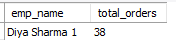 emp_name total_orders
Diya Sharma 1 38